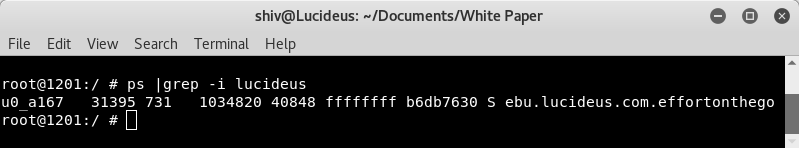 shiv@Lucideus: ~/Documents/White Paper
File Edit View Search Terminal Help
root@1201:/ # ps |grep -i lucideus
u0_a167   31395 731   1034820 40848 ffffffff b6db7630 S ebu.lucideus.com.effortonthego
root@1201:/ #